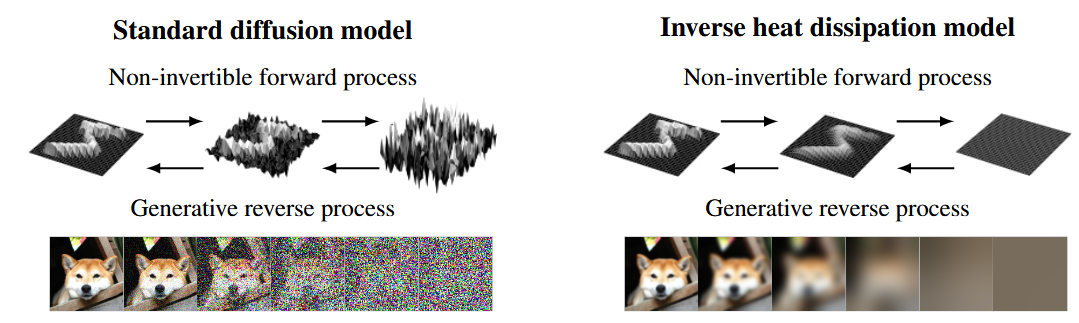 Standard diffusion model
Non-invertible forward process
Generative reverse process
Inverse heat dissipation model
Non-invertible forward process
Generative reverse process